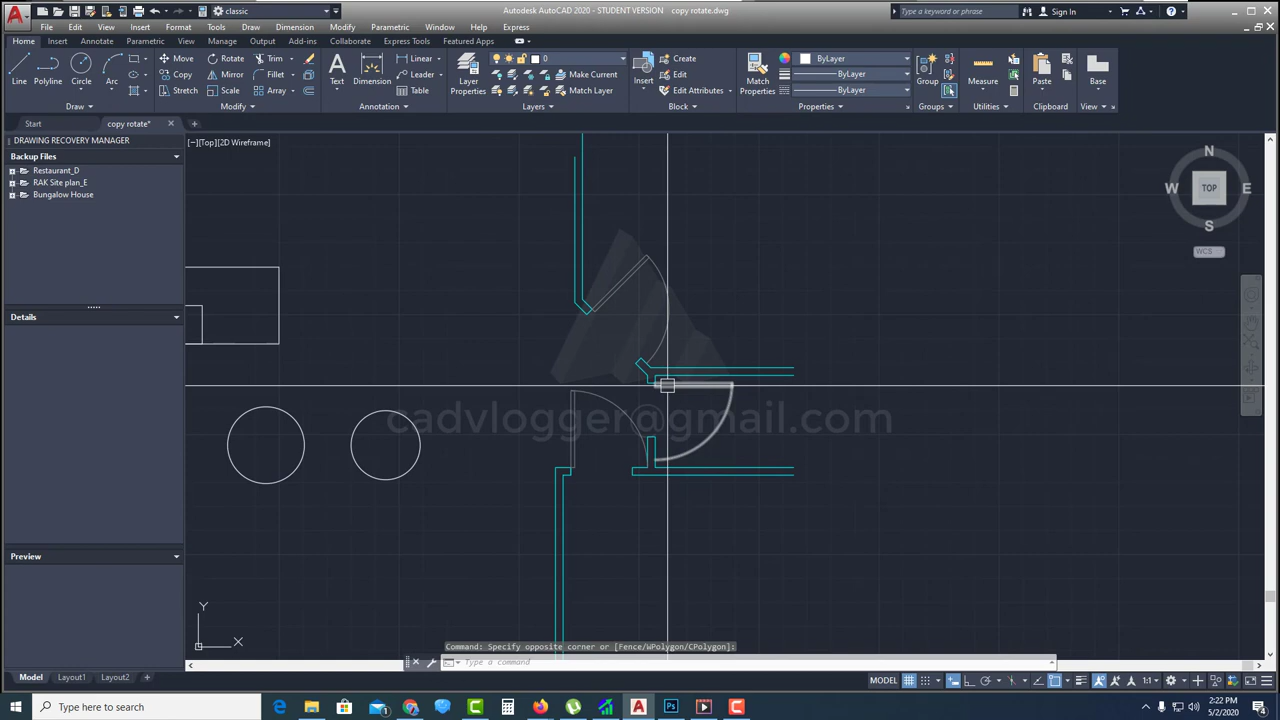 classic
Autodesk AutoCAD 2020 - STUDENT VERSION copy rotate.dwg
Type a keyword or phrase
Sign In
File Edit View Insert Format Tools Draw Dimension Modify Parametric Window Help Express
Home Insert Annotate Parametric View Manage Output Add-ins Collaborate Express Tools Featured Apps
Line Polyline Circle Arc
Move Rotate Trim
Copy Mirror Fillet
Stretch Scale Array
Text Dimension
Linear
Leader
Table
Layer Properties
0
Make Current
Match Layer
Insert
Create
Edit
Edit Attributes
Match Properties
ByLayer
ByLayer
ByLayer
Group
Measure
Paste
Base
Draw Modify Annotation Layers Block Properties Groups Utilities Clipboard View
Start copy rotate*
DRAWING RECOVERY MANAGER
Backup Files
Restaurant_D
RAK Site plan_E
Bungalow House
Details
Preview
[−][Top][2D Wireframe]
N
W TOP E
S
WCS
cadvlogger@gmail.com
Y
X
Command: Specify opposite corner or [Fence/WPolygon/CPolygon]:
Type a command
Model Layout1 Layout2
MODEL
1:1
Type here to search
2:22 PM
5/2/2020